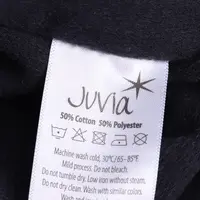 Juvia
50% Cotton 50% Polyester
Machine wash cold, 30°C/65-85°F
Mild process. Do not bleach.
Do not tumble dry. Low iron without steam.
Do not dry clean. Wash with similar colors.